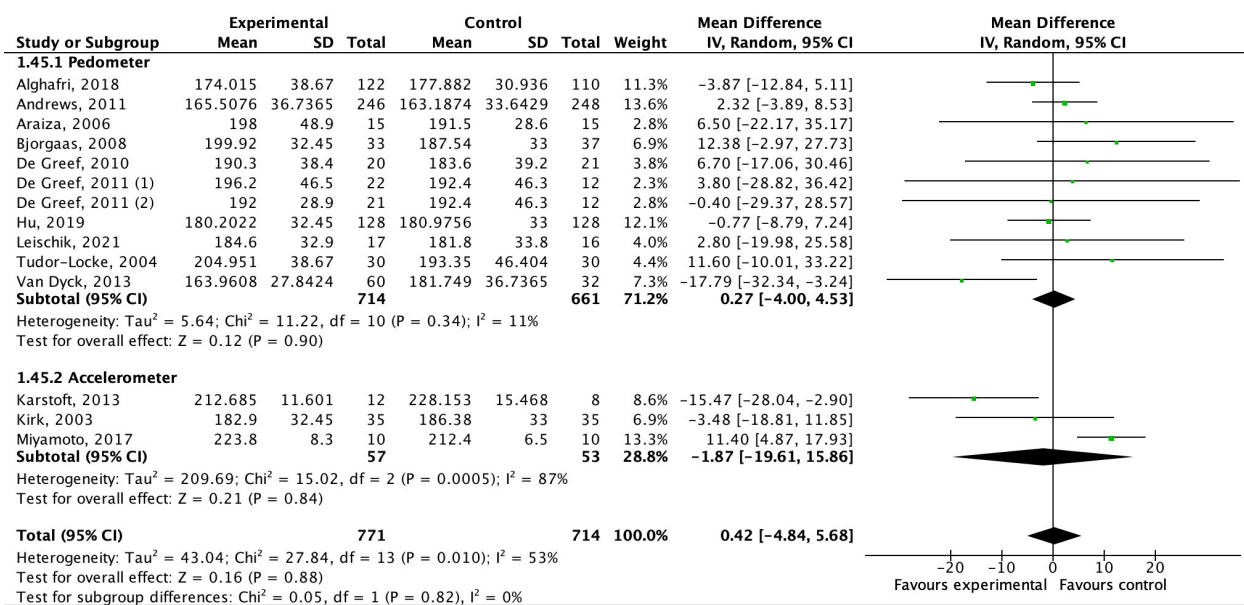 Experimental Control Mean Difference Mean Difference
Study or Subgroup Mean SD Total Mean SD Total Weight IV, Random, 95% CI IV, Random, 95% CI
1.45.1 Pedometer
Alghafri, 2018 174.015 38.67 122 177.882 30.936 110 11.3% −3.87 [−12.84, 5.11]
Andrews, 2011 165.5076 36.7365 246 163.1874 33.6429 248 13.6% 2.32 [−3.89, 8.53]
Araiza, 2006 198 48.9 15 191.5 28.6 15 2.8% 6.50 [−22.17, 35.17]
Bjorgaas, 2008 199.92 32.45 33 187.54 33 37 6.9% 12.38 [−2.97, 27.73]
De Greef, 2010 190.3 38.4 20 183.6 39.2 21 3.8% 6.70 [−17.06, 30.46]
De Greef, 2011 (1) 196.2 46.5 22 192.4 46.3 12 2.3% 3.80 [−28.82, 36.42]
De Greef, 2011 (2) 192 28.9 21 192.4 46.3 12 2.8% −0.40 [−29.37, 28.57]
Hu, 2019 180.2022 32.45 128 180.9756 33 128 12.1% −0.77 [−8.79, 7.24]
Leischik, 2021 184.6 32.9 17 181.8 33.8 16 4.0% 2.80 [−19.98, 25.58]
Tudor-Locke, 2004 204.951 38.67 30 193.35 46.404 30 4.4% 11.60 [−10.01, 33.22]
Van Dyck, 2013 163.9608 27.8424 60 181.749 36.7365 32 7.3% −17.79 [−32.34, −3.24]
Subtotal (95% CI) 714 661 71.2% 0.27 [−4.00, 4.53]
Heterogeneity: Tau² = 5.64; Chi² = 11.22, df = 10 (P = 0.34); I² = 11%
Test for overall effect: Z = 0.12 (P = 0.90)
1.45.2 Accelerometer
Karstoft, 2013 212.685 11.601 12 228.153 15.468 8 8.6% −15.47 [−28.04, −2.90]
Kirk, 2003 182.9 32.45 35 186.38 33 35 6.9% −3.48 [−18.81, 11.85]
Miyamoto, 2017 223.8 8.3 10 212.4 6.5 10 13.3% 11.40 [4.87, 17.93]
Subtotal (95% CI) 57 53 28.8% −1.87 [−19.61, 15.86]
Heterogeneity: Tau² = 209.69; Chi² = 15.02, df = 2 (P = 0.0005); I² = 87%
Test for overall effect: Z = 0.21 (P = 0.84)
Total (95% CI) 771 714 100.0% 0.42 [−4.84, 5.68]
Heterogeneity: Tau² = 43.04; Chi² = 27.84, df = 13 (P = 0.010); I² = 53%
Test for overall effect: Z = 0.16 (P = 0.88)
Test for subgroup differences: Chi² = 0.05, df = 1 (P = 0.82), I² = 0%
−20 −10 0 10 20
Favours experimental Favours control